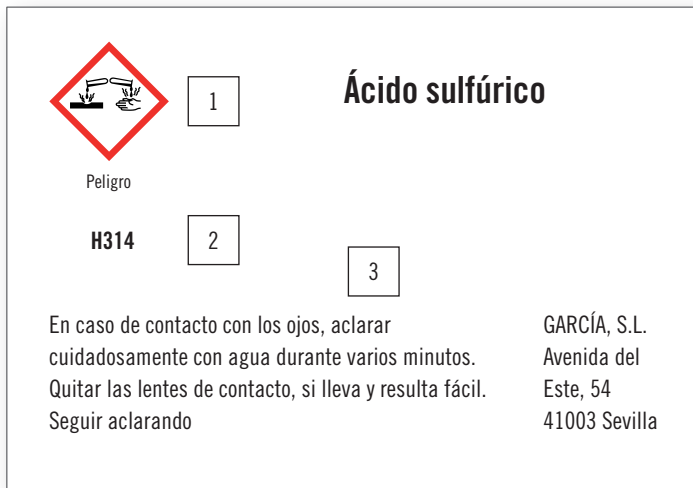 1
Ácido sulfúrico
Peligro
H314
2
3
En caso de contacto con los ojos, aclarar
cuidadosamente con agua durante varios minutos.
Quitar las lentes de contacto, si lleva y resulta fácil.
Seguir aclarando
GARCÍA, S.L.
Avenida del
Este, 54
41003 Sevilla